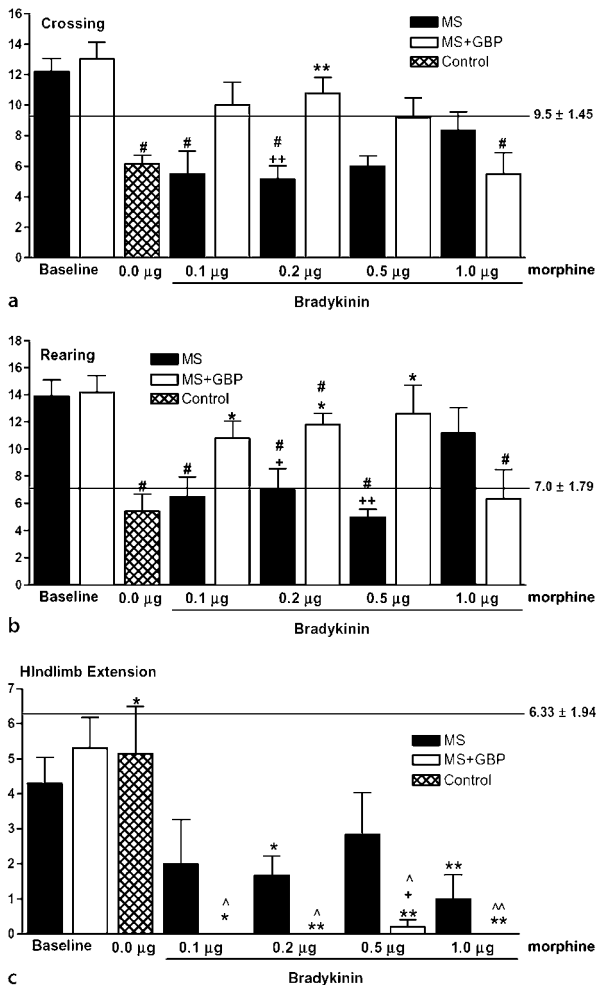 16
Crossing
MS
14
MS+GBP
12
**
Control
10
9.5 ± 1.45
8
#
#
#
++
#
6
4
2
0
Baseline
0.0 µg
0.1 µg
0.2 µg
0.5 µg
1.0 µg
morphine
a
Bradykinin
18
Rearing
16
MS
14
MS+GBP
#
*
12
Control
*
*
10
#
#
8
#
#
+
#
7.0 ± 1.79
6
++
4
2
0
Baseline
0.0 µg
0.1 µg
0.2 µg
0.5 µg
1.0 µg
morphine
b
Bradykinin
HIndlimb Extension
7
*
6.33 ± 1.94
6
MS
5
MS+GBP
4
Control
3
*
^
**
2
^
^
+
^^
1
*
**
**
**
0
Baseline
0.0 µg
0.1 µg
0.2 µg
0.5 µg
1.0 µg
morphine
c
Bradykinin